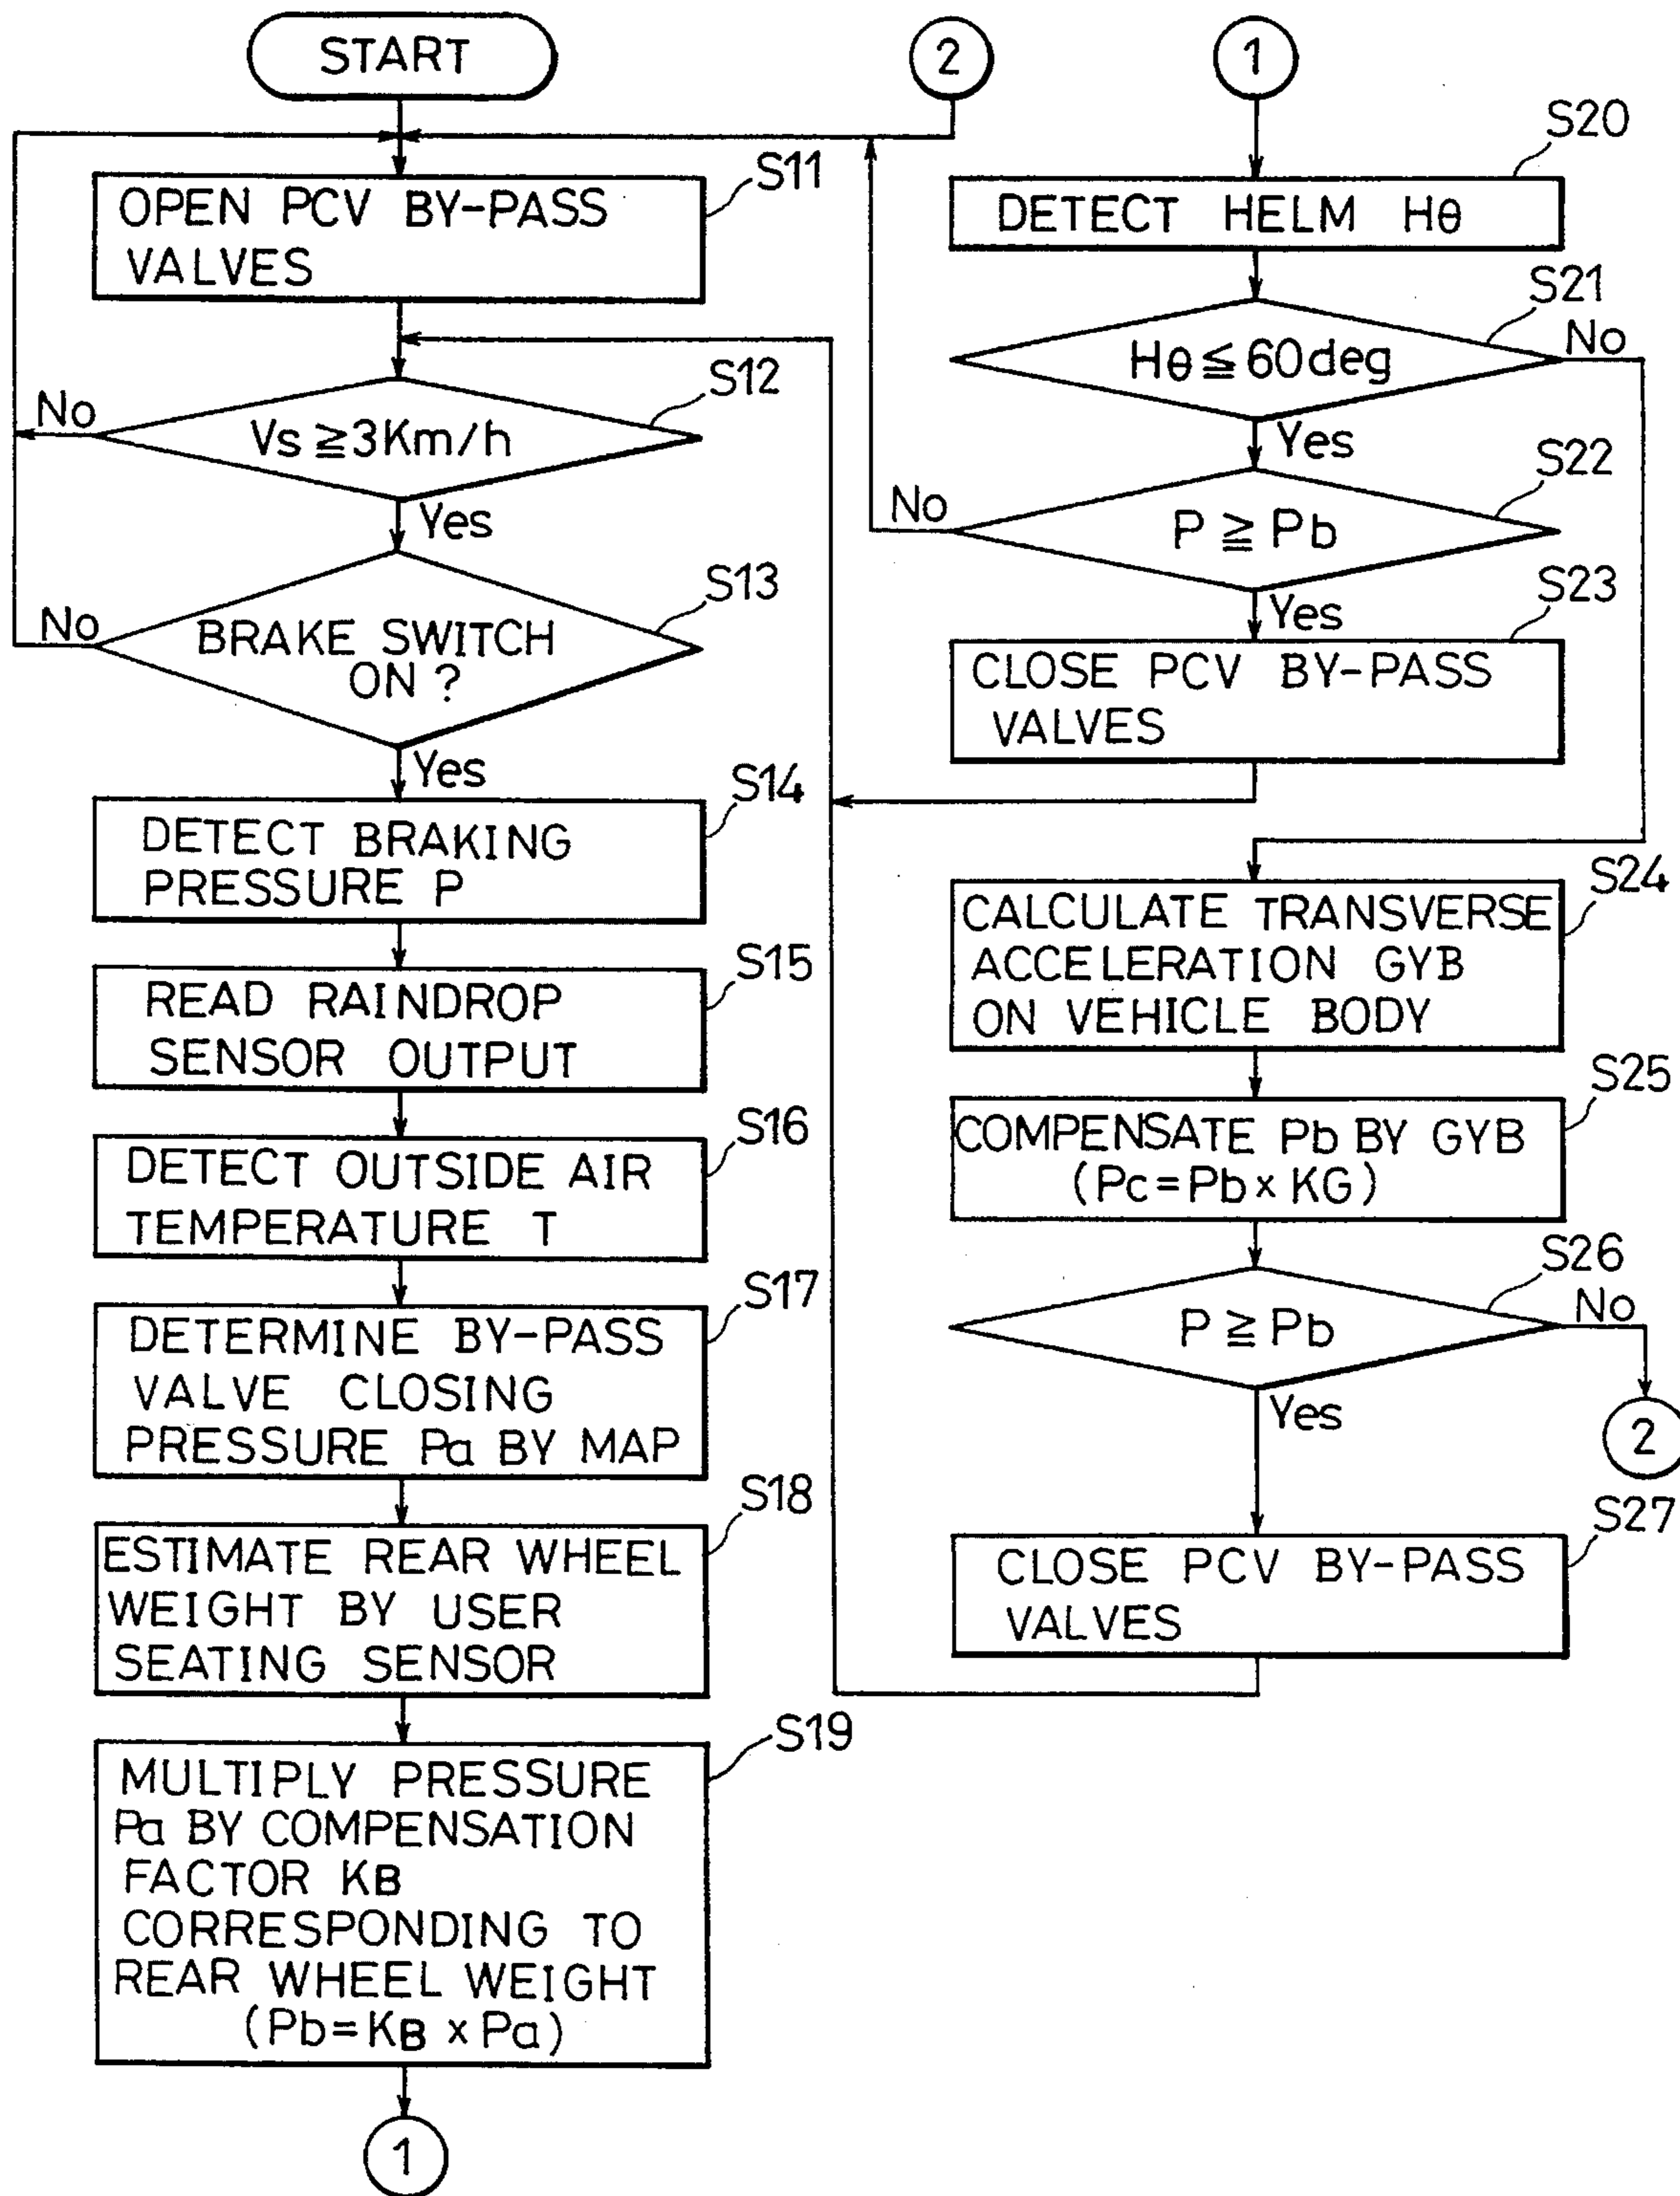 START
S11
OPEN PCV BY-PASS
VALVES
S12
No
Vs ≧ 3Km/h
Yes
S13
No
BRAKE SWITCH
ON ?
Yes
S14
DETECT BRAKING
PRESSURE P
S15
READ RAINDROP
SENSOR OUTPUT
S16
DETECT OUTSIDE AIR
TEMPERATURE T
S17
DETERMINE BY-PASS
VALVE CLOSING
PRESSURE Pa BY MAP
S18
ESTIMATE REAR WHEEL
WEIGHT BY USER
SEATING SENSOR
S19
MULTIPLY PRESSURE
Pa BY COMPENSATION
FACTOR KB
CORRESPONDING TO
REAR WHEEL WEIGHT
(Pb=KB x Pa)
1
2
1
S20
DETECT HELM Hθ
S21
Hθ ≦ 60deg
No
Yes
S22
No
P ≧ Pb
Yes
S23
CLOSE PCV BY-PASS
VALVES
S24
CALCULATE TRANSVERSE
ACCELERATION GYB
ON VEHICLE BODY
S25
COMPENSATE Pb BY GYB
(Pc=Pb x KG)
S26
P ≧ Pb
No
Yes
2
S27
CLOSE PCV BY-PASS
VALVES